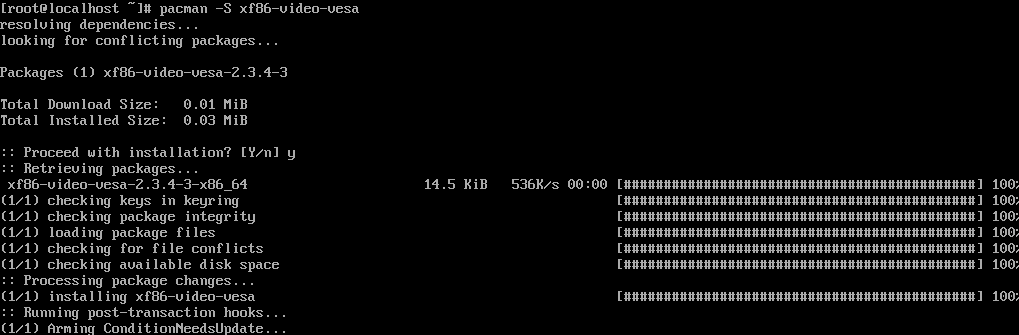 [root@localhost ~]# pacman -S xf86-video-vesa
resolving dependencies...
looking for conflicting packages...
Packages (1) xf86-video-vesa-2.3.4-3
Total Download Size:   0.01 MiB
Total Installed Size:  0.03 MiB
:: Proceed with installation? [Y/n] y
:: Retrieving packages...
 xf86-video-vesa-2.3.4-3-x86_64                      14.5 KiB   536K/s 00:00 [############################################] 100%
(1/1) checking keys in keyring                                               [############################################] 100%
(1/1) checking package integrity                                             [############################################] 100%
(1/1) loading package files                                                  [############################################] 100%
(1/1) checking for file conflicts                                            [############################################] 100%
(1/1) checking available disk space                                          [############################################] 100%
:: Processing package changes...
(1/1) installing xf86-video-vesa                                             [############################################] 100%
:: Running post-transaction hooks...
(1/1) Arming ConditionNeedsUpdate...